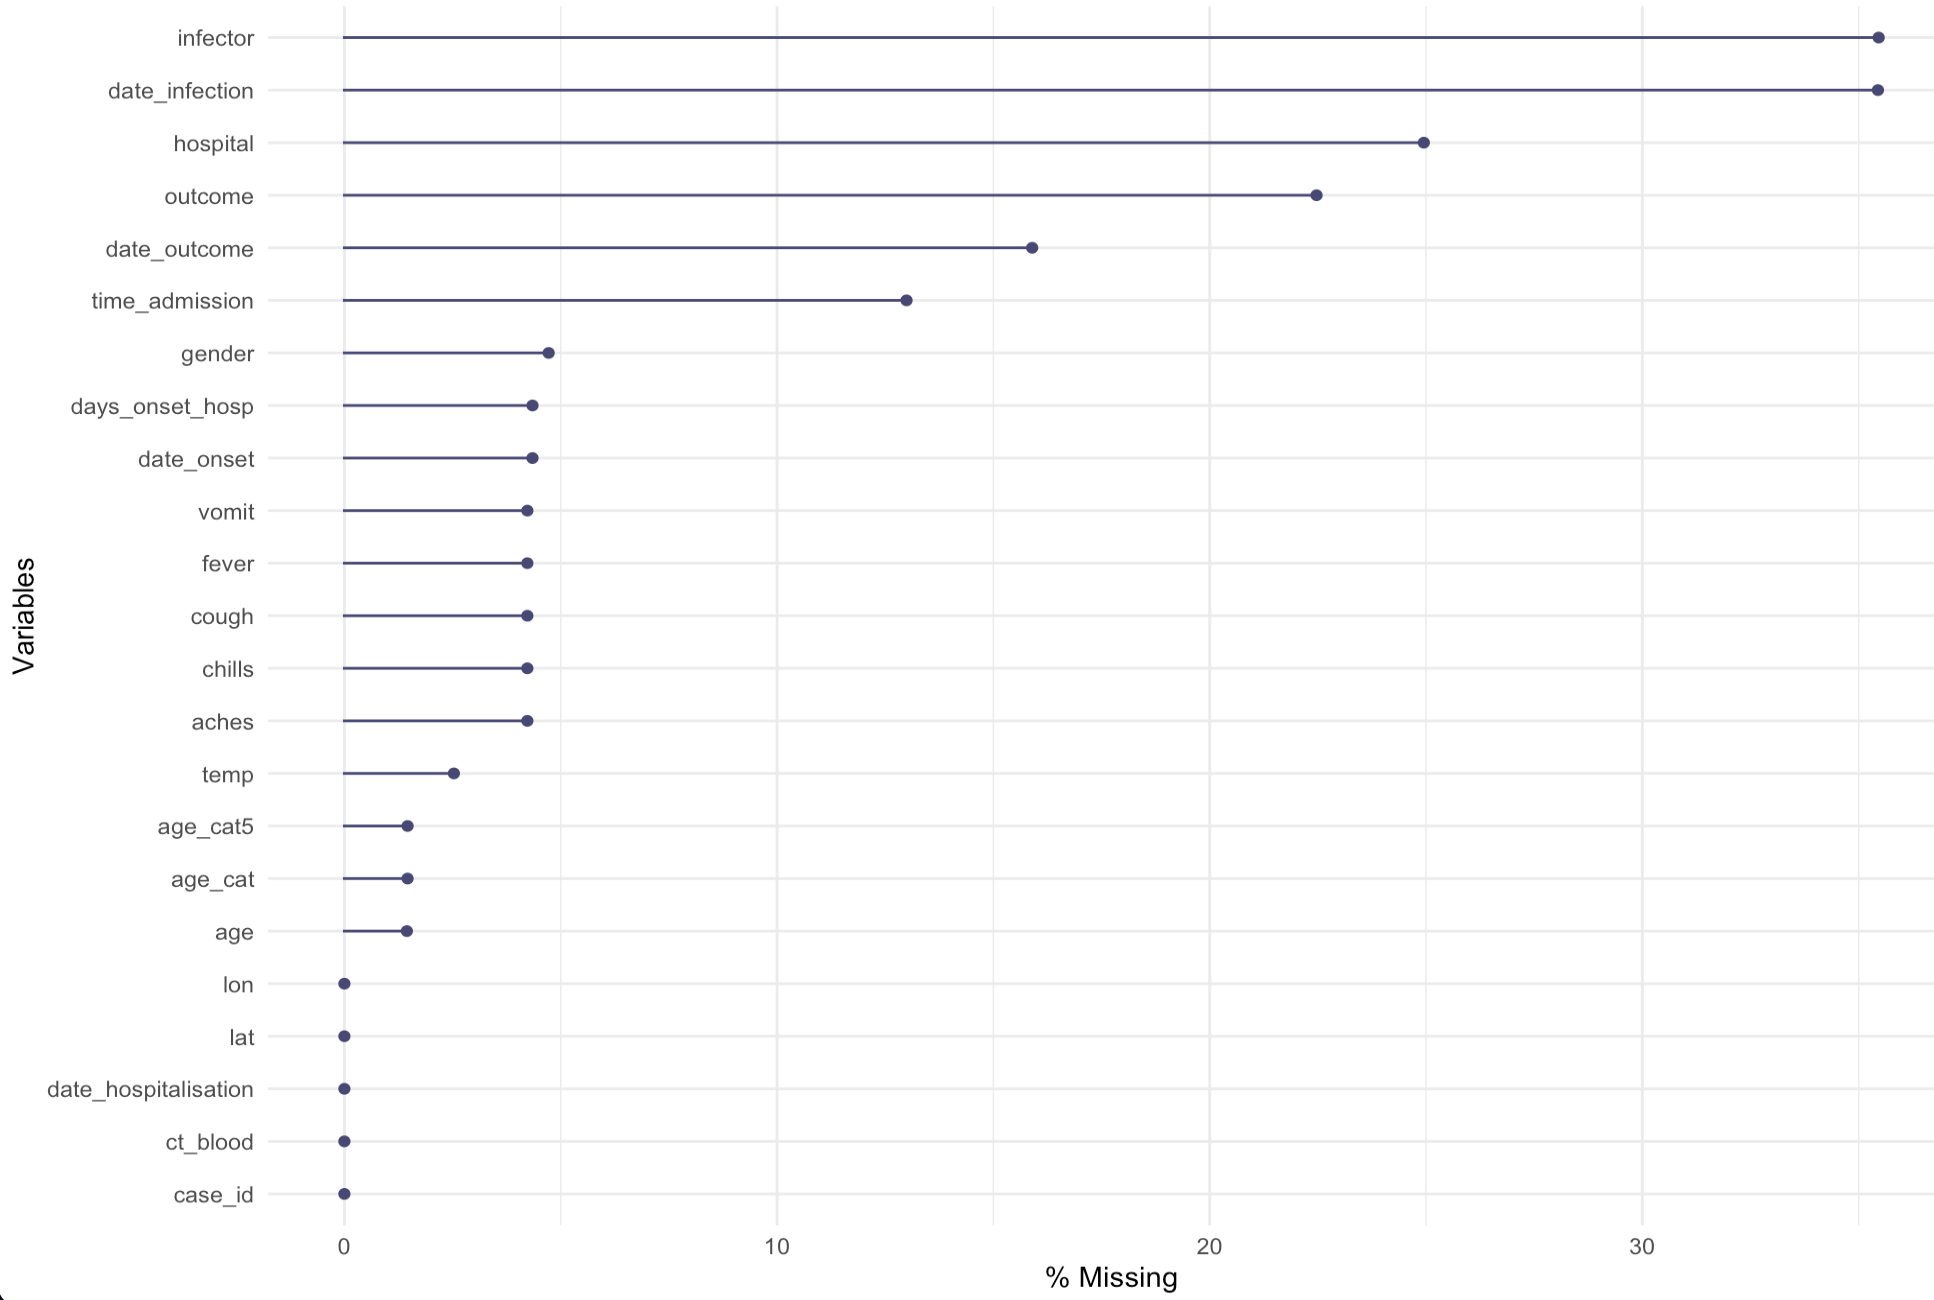 infector
date_infection
hospital
outcome
date_outcome
time_admission
gender
days_onset_hosp
date_onset
vomit
fever
cough
chills
aches
temp
age_cat5
age_cat
age
lon
lat
date_hospitalisation
ct_blood
case_id
Variables
0 10 20 30
% Missing